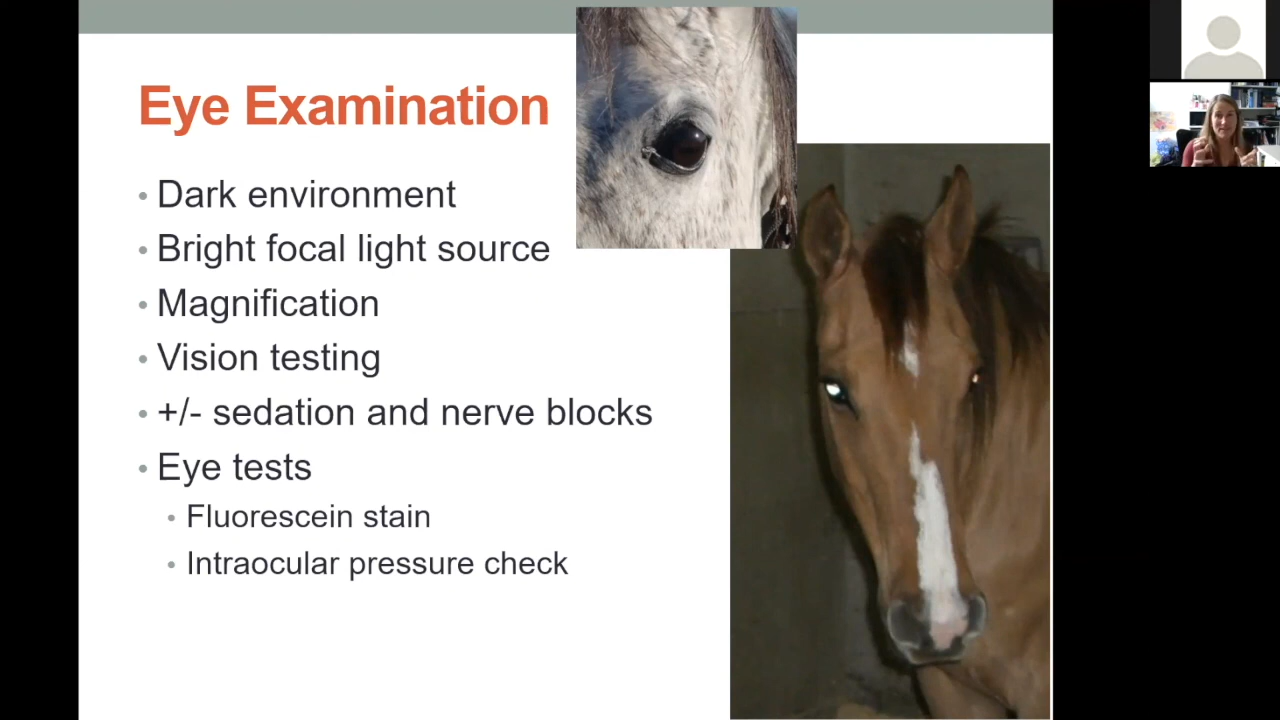 Eye Examination
Dark environment
Bright focal light source
Magnification
Vision testing
+/- sedation and nerve blocks
Eye tests
Fluorescein stain
Intraocular pressure check